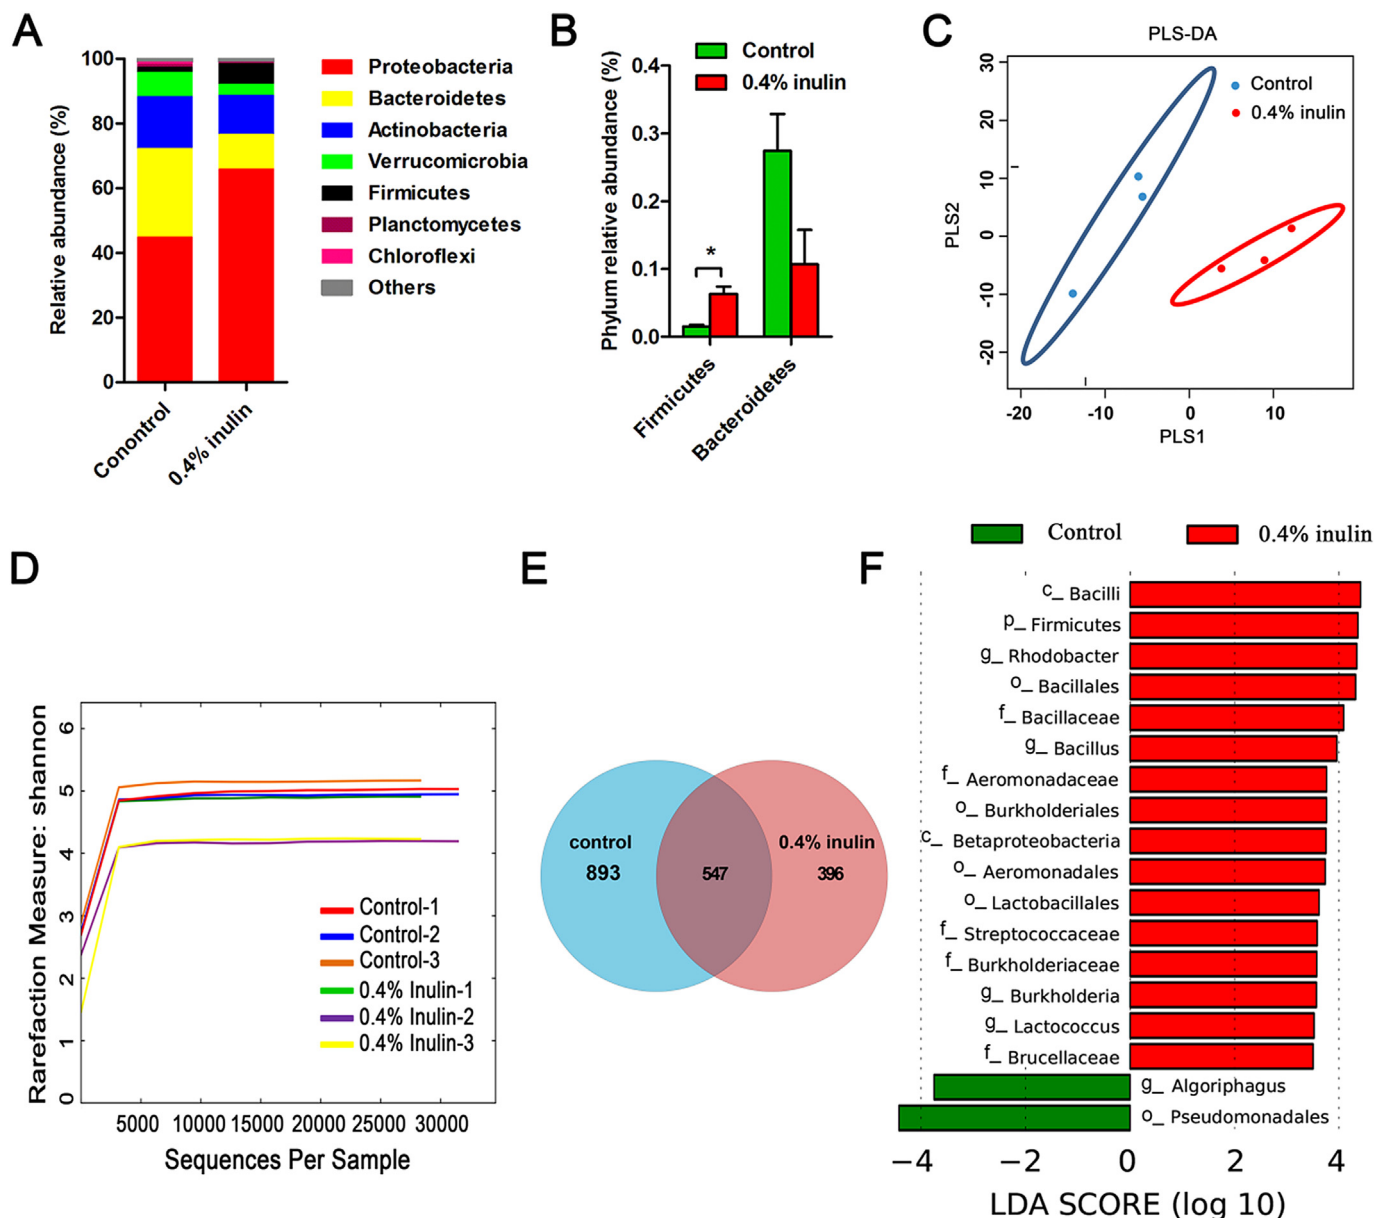 A
Relative abundance (%)
100
80
60
40
20
0
Conontrol
0.4% inulin
Proteobacteria
Bacteroidetes
Actinobacteria
Verrucomicrobia
Firmicutes
Planctomycetes
Chloroflexi
Others
B
Control
0.4% inulin
Phylum relative abundance (%)
0.4
0.3
0.2
0.1
0.0
*
Firmicutes
Bacteroidetes
C
PLS-DA
Control
0.4% inulin
PLS2
30
20
10
0
-10
-20
-20 -10 0 10
PLS1
D
Rarefaction Measure: shannon
6
5
4
3
2
1
0
Control-1
Control-2
Control-3
0.4% Inulin-1
0.4% Inulin-2
0.4% Inulin-3
5000 10000 15000 20000 25000 30000
Sequences Per Sample
E
control
893
547
0.4% inulin
396
F
Control
0.4% inulin
c_ Bacilli
p_ Firmicutes
g_ Rhodobacter
o_ Bacillales
f_ Bacillaceae
g_ Bacillus
f_ Aeromonadaceae
o_ Burkholderiales
c_ Betaproteobacteria
o_ Aeromonadales
o_ Lactobacillales
f_ Streptococcaceae
f_ Burkholderiaceae
g_ Burkholderia
g_ Lactococcus
f_ Brucellaceae
g_ Algoriphagus
o_ Pseudomonadales
−4 −2 0 2 4
LDA SCORE (log 10)